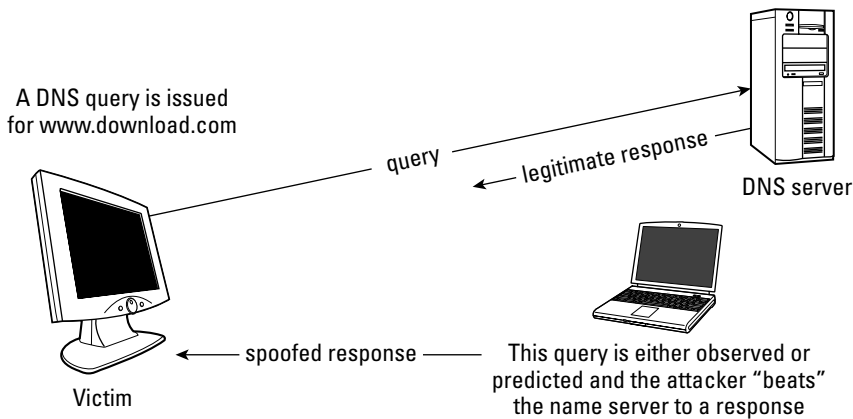 A DNS query is issued
for www.download.com
query
legitimate response
DNS server
spoofed response
Victim
This query is either observed or
predicted and the attacker “beats”
the name server to a response